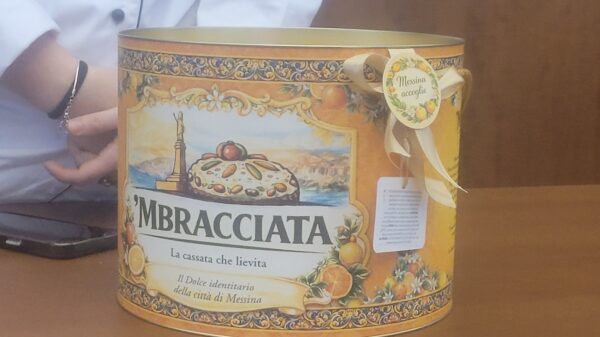 Messina
accoglie
'MBRACCIATA
La cassata che lievita
Il Dolce identitario
della città di Messina